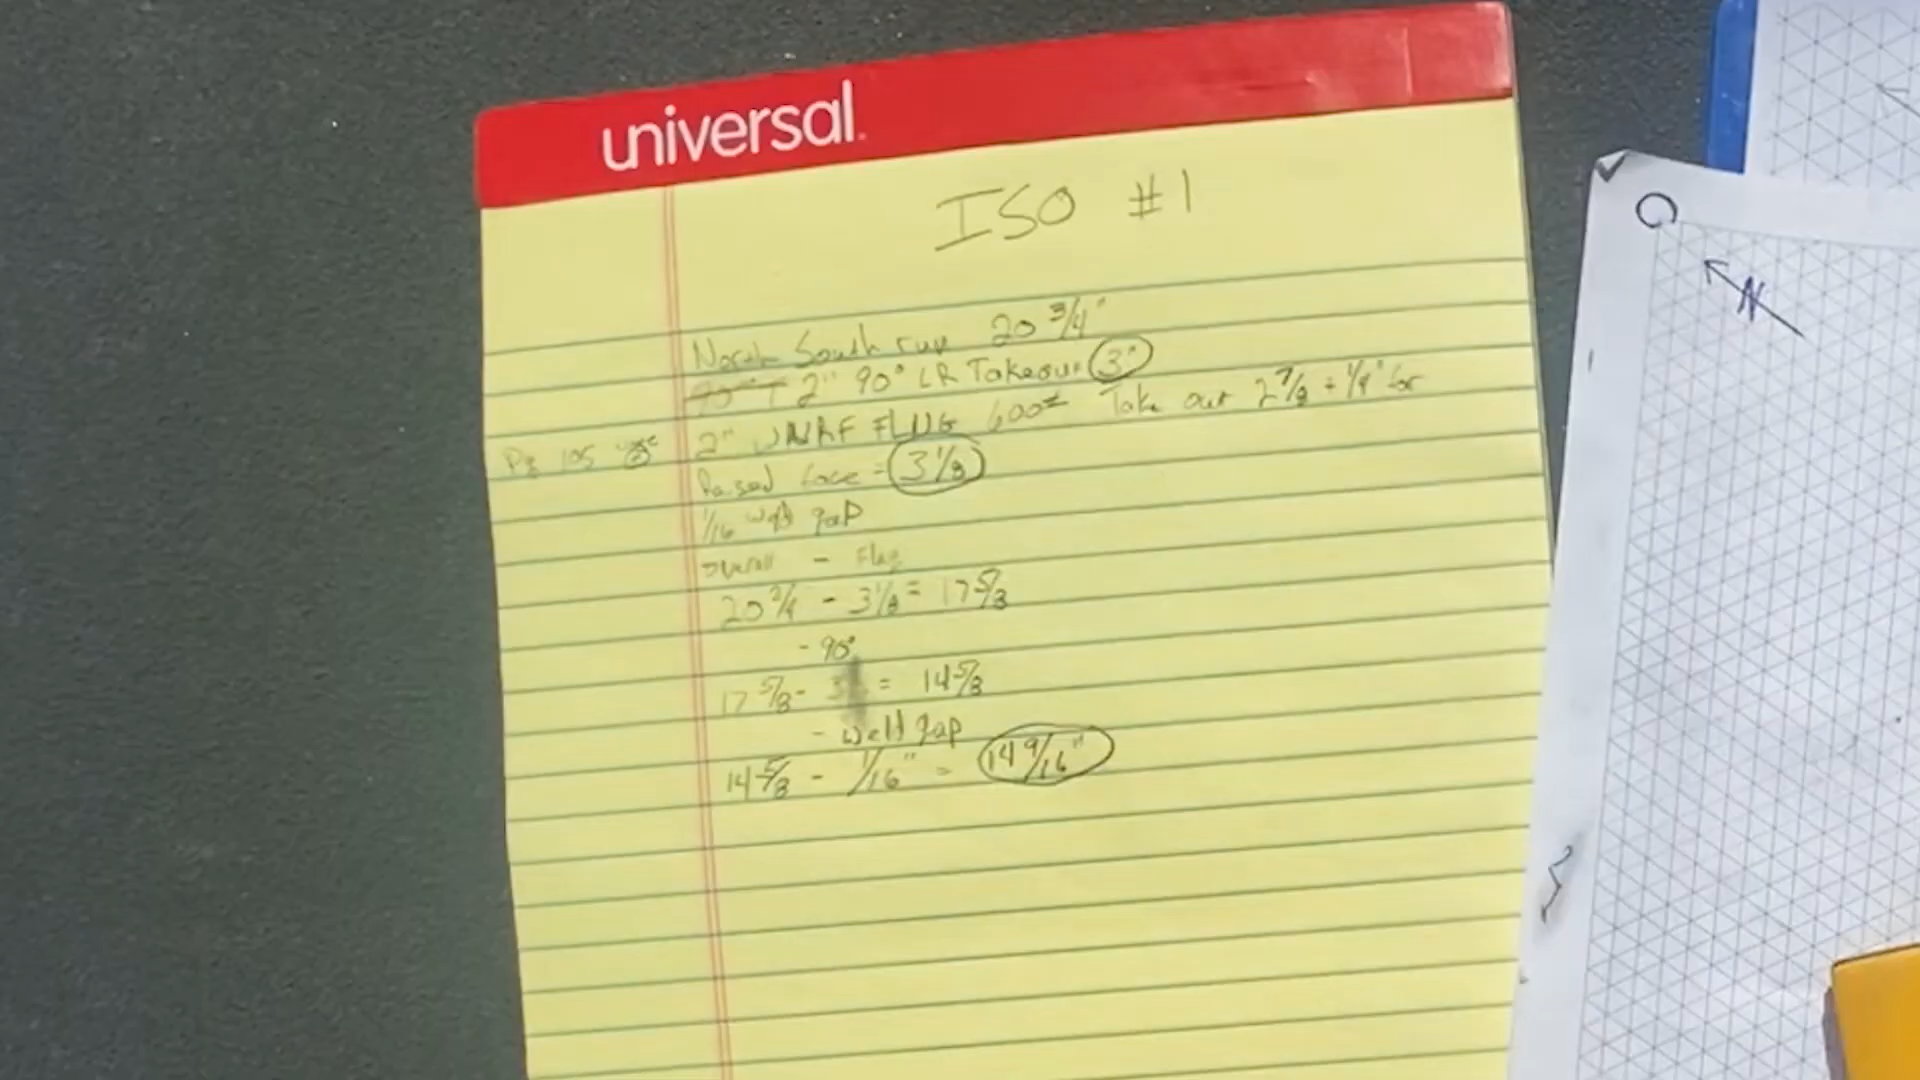 universal
ISO #1
North South run 20 3/4"
2" 90° LR Takeout 3"
2" WNRF FLNG 600# Take out 2 7/8 + 1/4" for
Pg 105
Raised face = 3 1/8
1/16 weld gap
overall - Flng
20 3/4 - 3 1/8 = 17 5/8
- 90°
17 5/8 - 3 = 14 5/8
- weld gap
14 5/8 - 1/16" = 14 9/16"
N